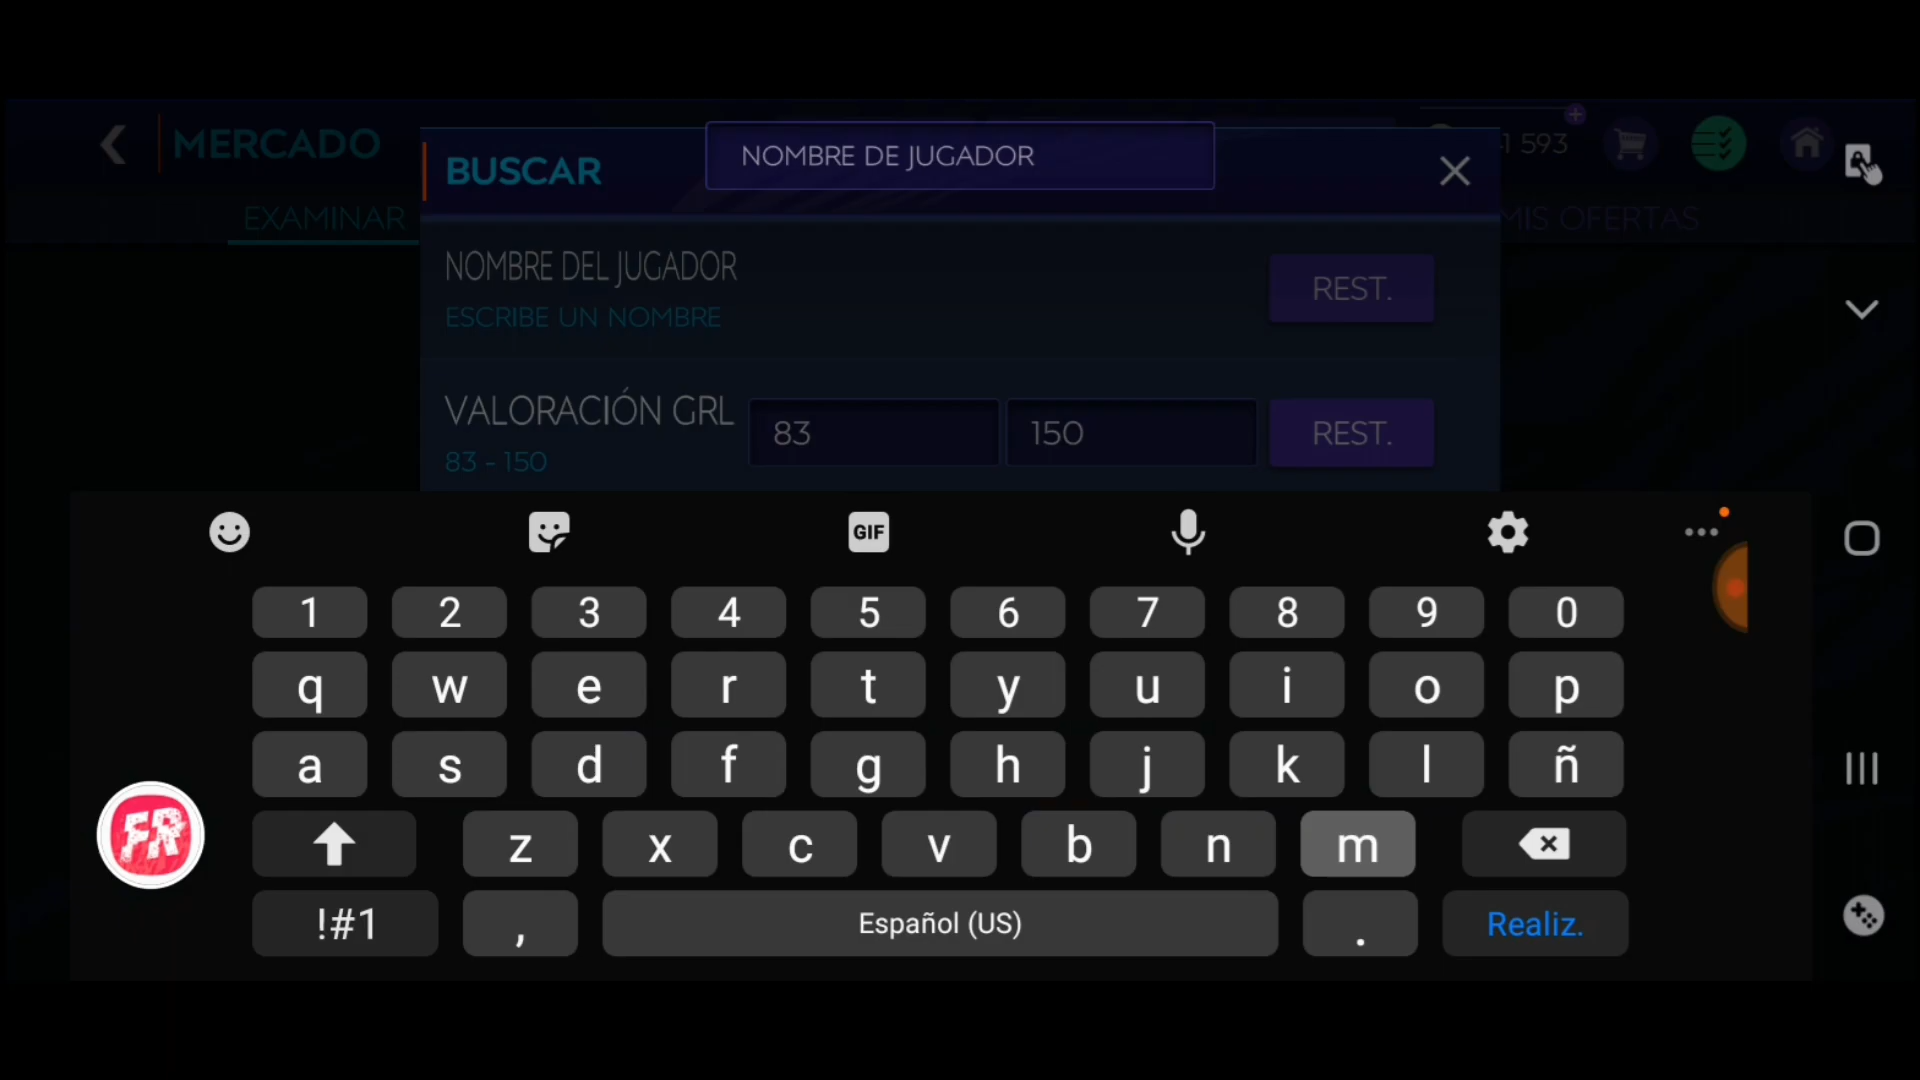 MERCADO
BUSCAR
NOMBRE DE JUGADOR
1 593
EXAMINAR
MIS OFERTAS
NOMBRE DEL JUGADOR
REST.
ESCRIBE UN NOMBRE
VALORACIÓN GRL
83
150
REST.
83 - 150
GIF
1 2 3 4 5 6 7 8 9 0
q w e r t y u i o p
a s d f g h j k l ñ
FR
z x c v b n m
!#1 , Español (US) . Realiz.